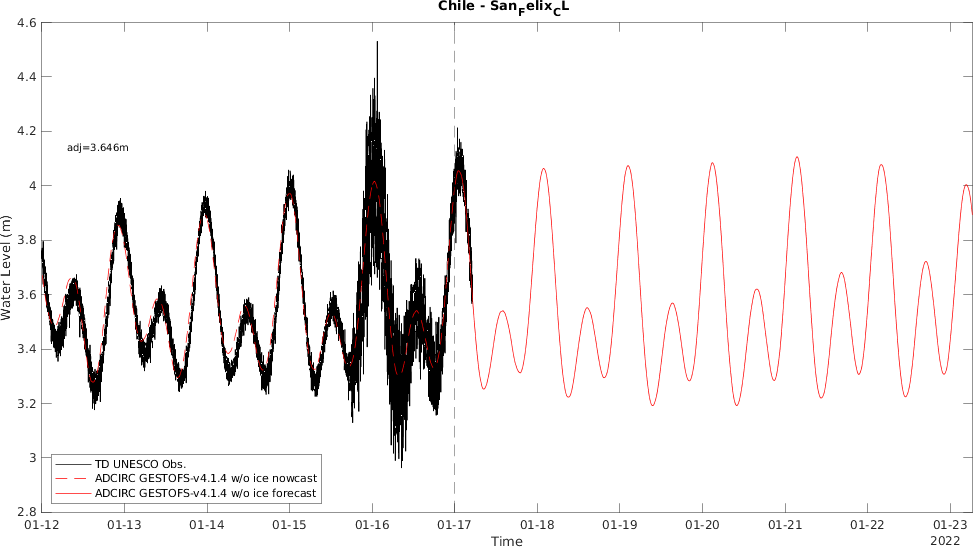 Chile - San_Felix_CL
4.6
4.4
4.2
4
3.8
3.6
3.4
3.2
3
2.8
Water Level (m)
adj=3.646m
TD UNESCO Obs.
ADCIRC GESTOFS-v4.1.4 w/o ice nowcast
ADCIRC GESTOFS-v4.1.4 w/o ice forecast
01-12 01-13 01-14 01-15 01-16 01-17 01-18 01-19 01-20 01-21 01-22 01-23
Time 2022